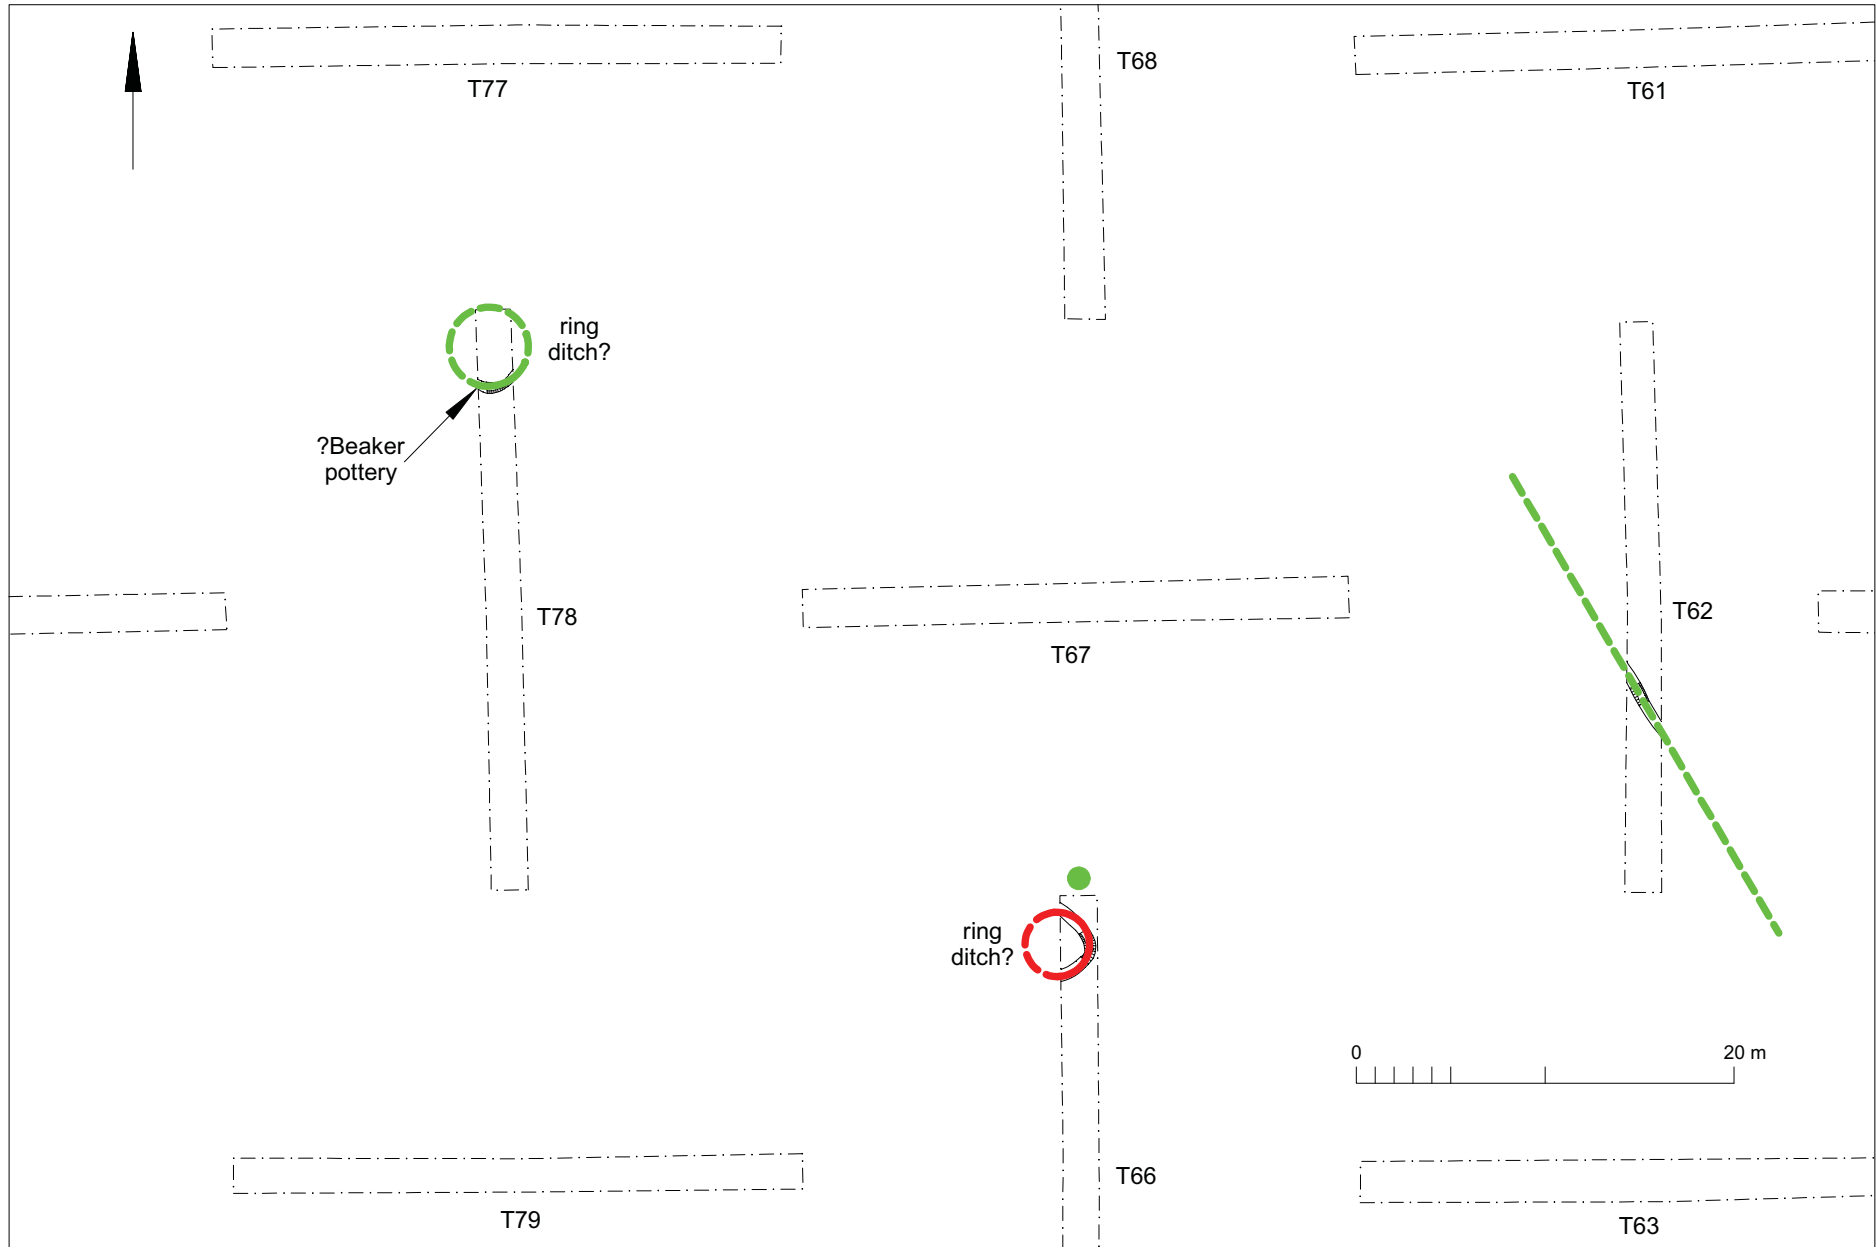 T68
T77
T61
ring
ditch?
?Beaker
pottery
T78
T67
T62
ring
ditch?
0 20 m
T66
T79
T63